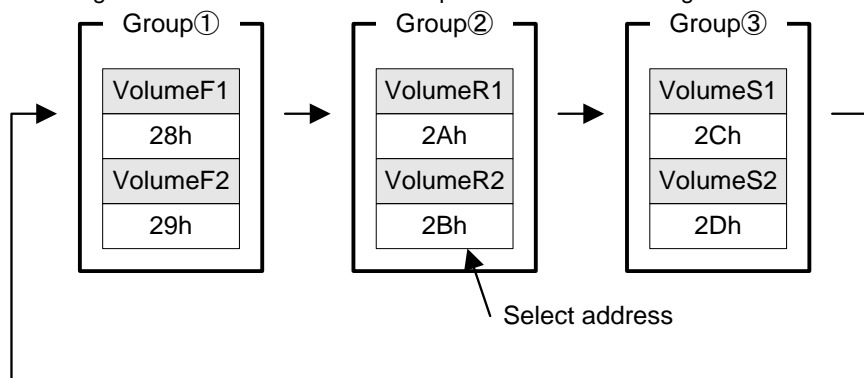 Group①
VolumeF1
28h
VolumeF2
29h
Group②
VolumeR1
2Ah
VolumeR2
2Bh
Group③
VolumeS1
2Ch
VolumeS2
2Dh
Select address